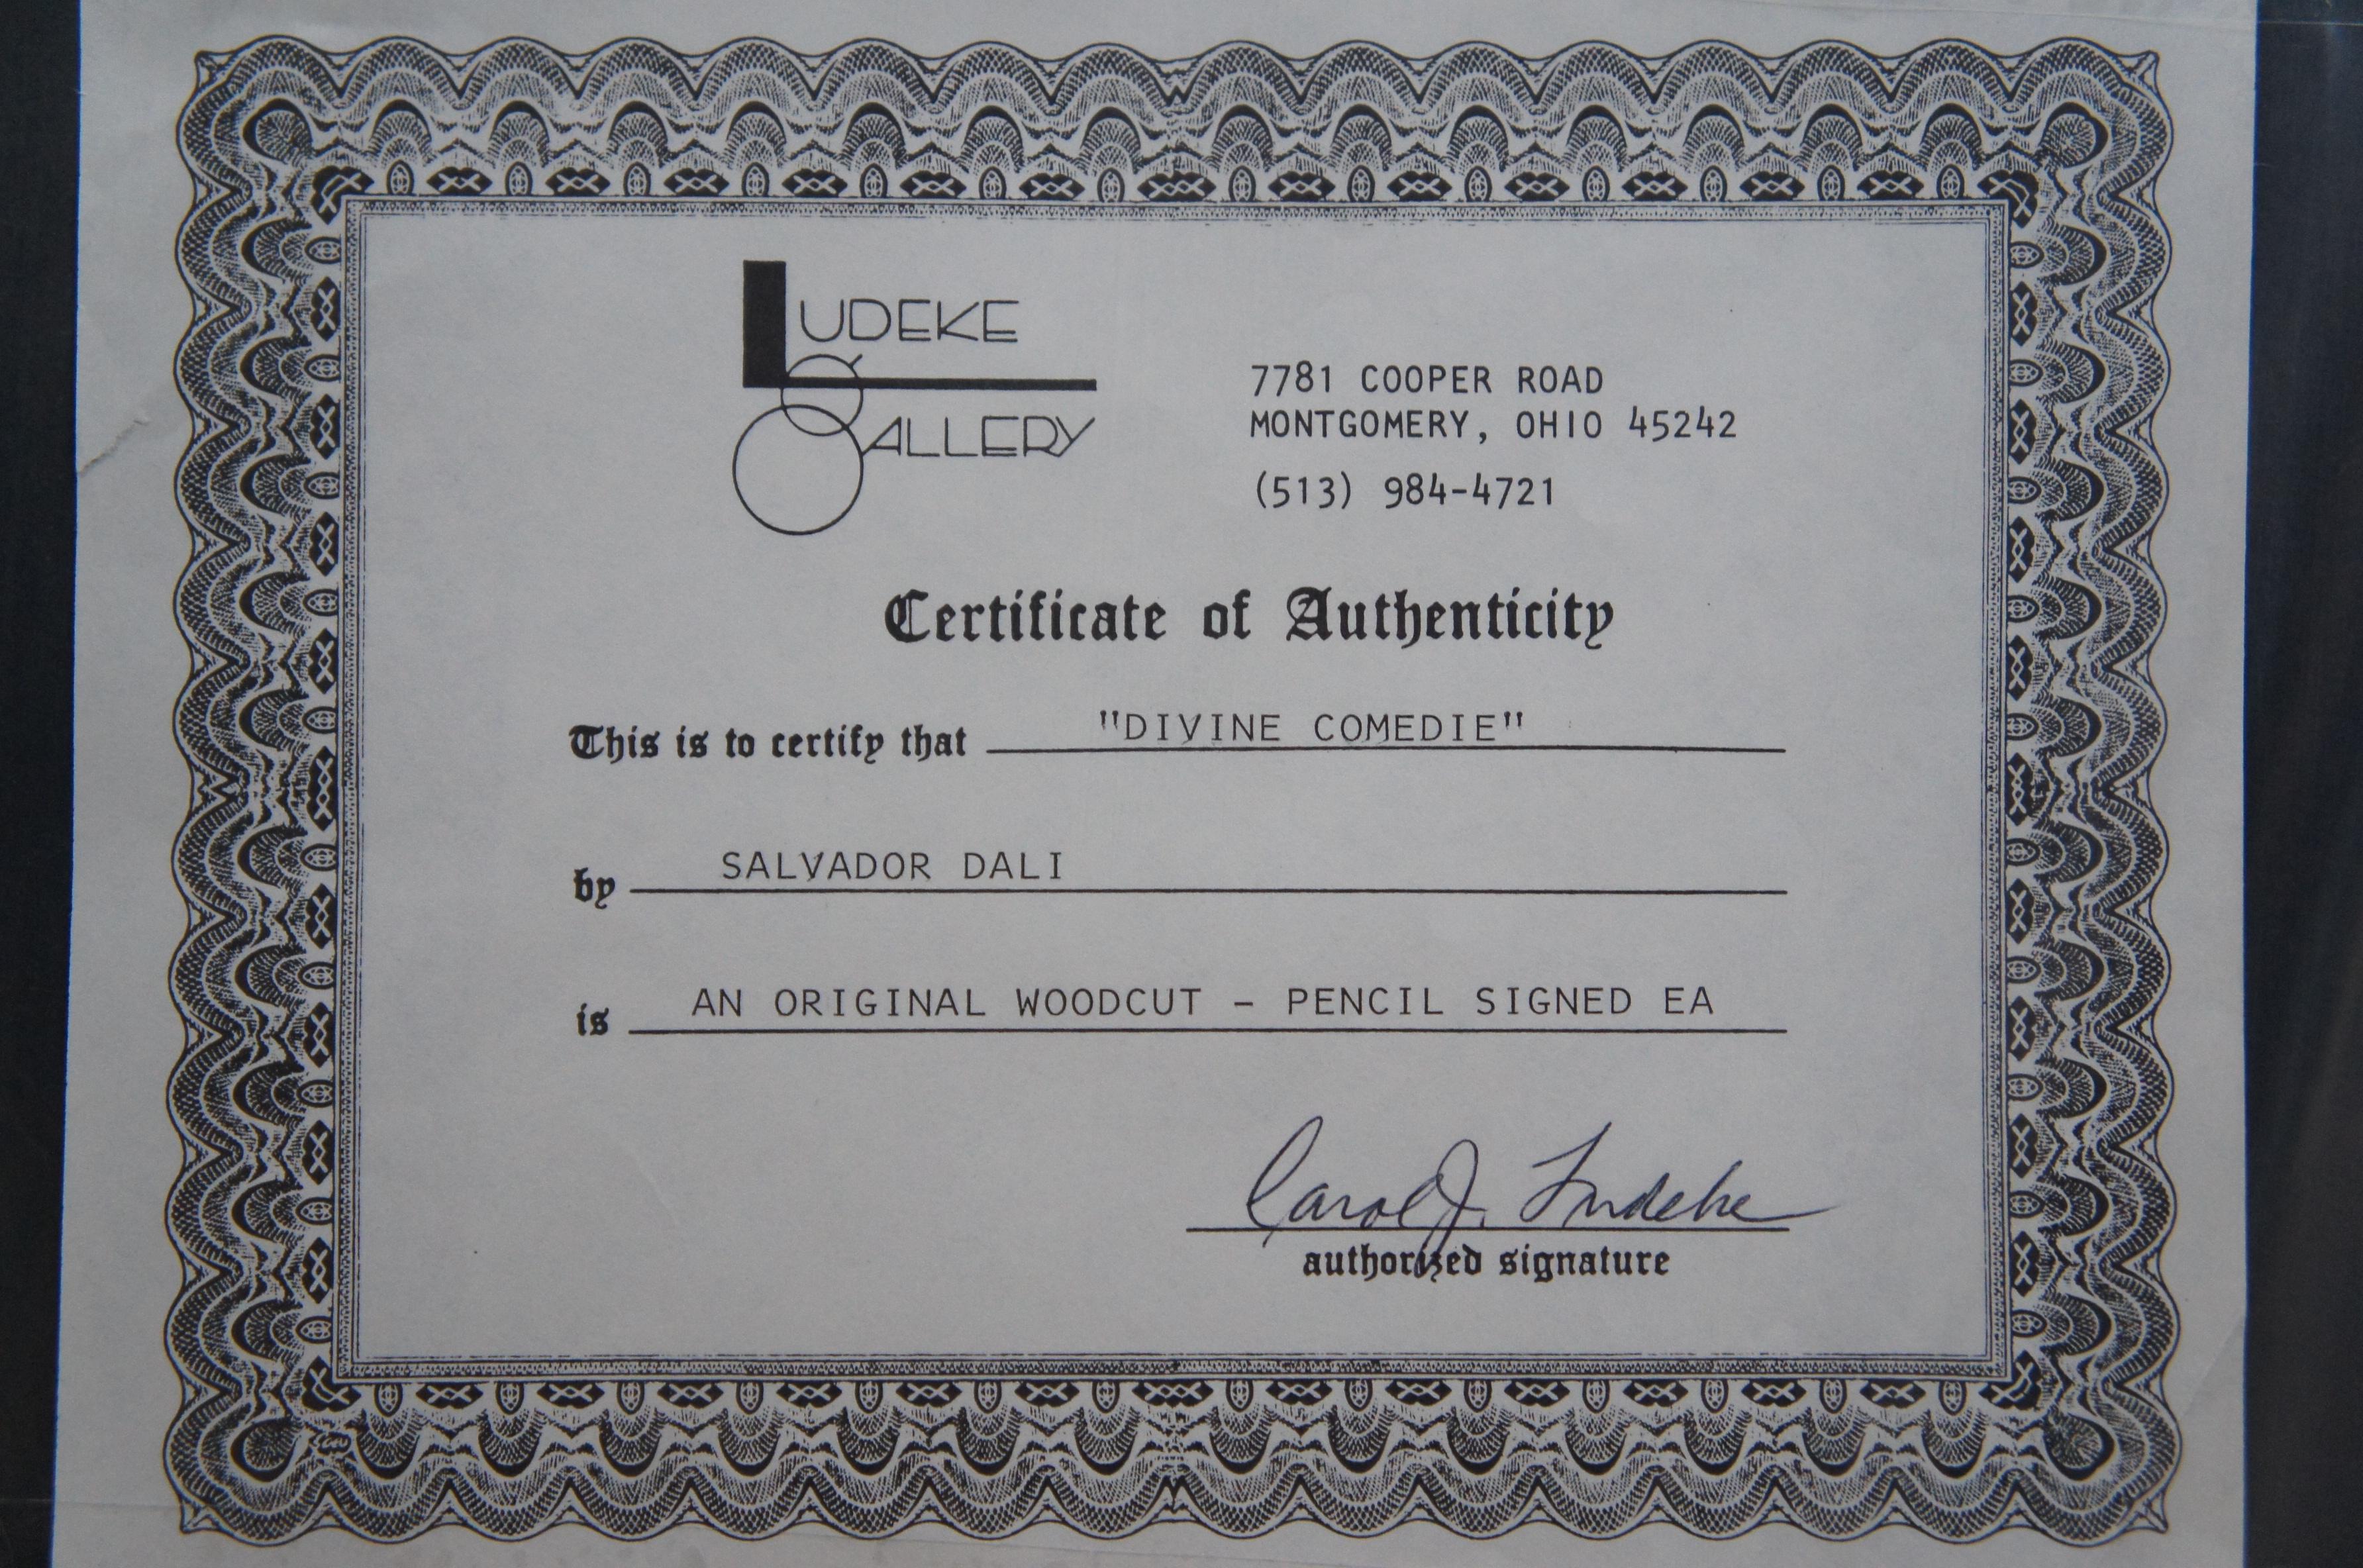 LUDEKE
GALLERY
7781 COOPER ROAD
MONTGOMERY, OHIO 45242
(513) 984-4721
Certificate of Authenticity
This is to certify that "DIVINE COMEDIE"
by SALVADOR DALI
is AN ORIGINAL WOODCUT - PENCIL SIGNED EA
Carol J. Ludeke
authorized signature